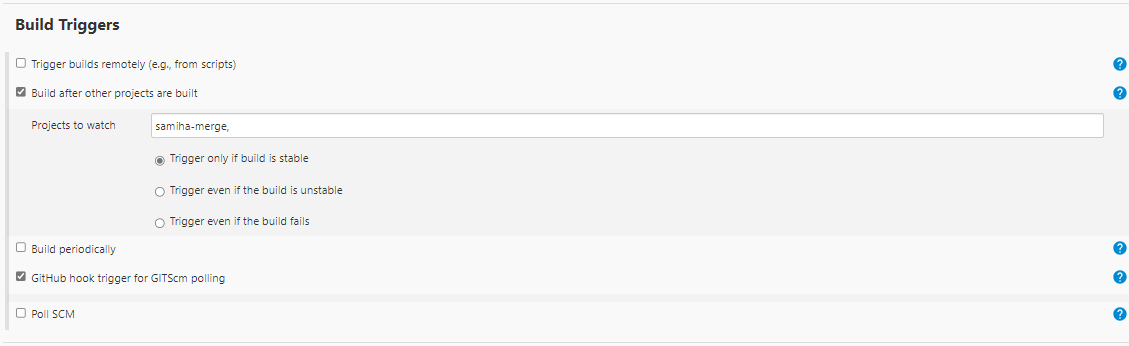 Build Triggers
Trigger builds remotely (e.g., from scripts)
?
Build after other projects are built
?
Projects to watch samiha-merge,
Trigger only if build is stable
Trigger even if the build is unstable
Trigger even if the build fails
Build periodically
?
GitHub hook trigger for GITScm polling
?
Poll SCM
?